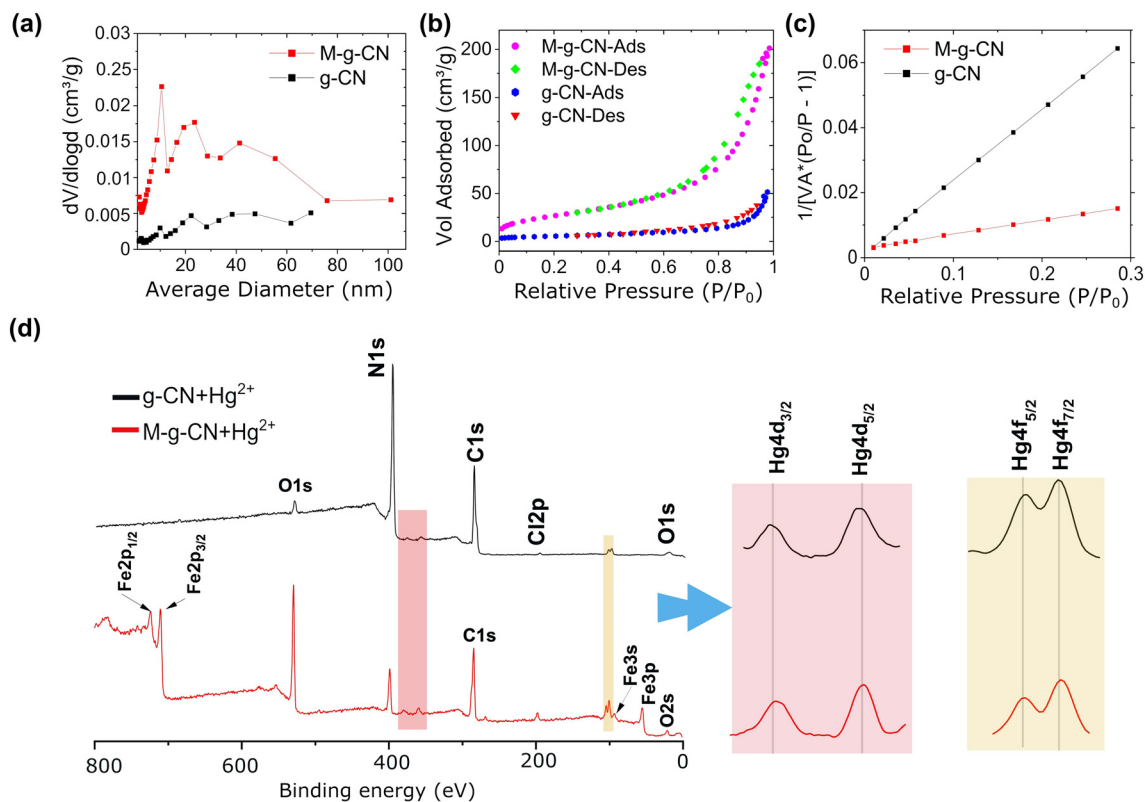 (a)
M-g-CN
g-CN
dV/dlogd (cm³/g)
0.03
0.025
0.02
0.015
0.01
0.005
0
20
40
60
80
100
Average Diameter (nm)
(b)
M-g-CN-Ads
M-g-CN-Des
g-CN-Ads
g-CN-Des
Vol Adsorbed (cm³/g)
200
150
100
50
0
0
0.2
0.4
0.6
0.8
1
Relative Pressure (P/P₀)
(c)
M-g-CN
g-CN
1/[VA*(Po/P - 1)]
0.06
0.04
0.02
0
0
0.1
0.2
0.3
Relative Pressure (P/P₀)
(d)
g-CN+Hg²⁺
M-g-CN+Hg²⁺
O1s
N1s
C1s
Cl2p
O1s
Fe2p₁/₂
Fe2p₃/₂
C1s
Fe3s
Fe3p
O2s
800
600
400
200
0
Binding energy (eV)
Hg4d₃/₂
Hg4d₅/₂
Hg4f₅/₂
Hg4f₇/₂